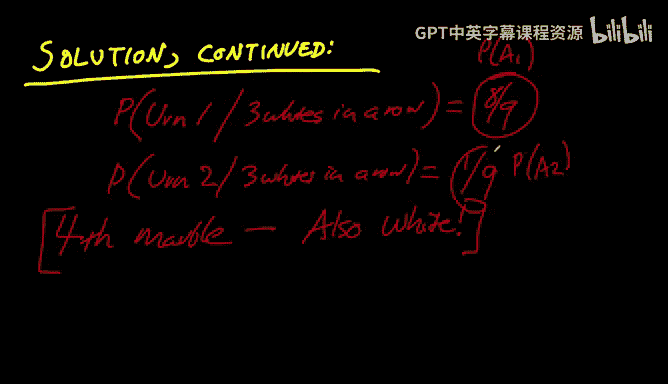 GPT中英字幕课程资源 bilibili
SOLUTION, CONTINUED:
P(A1)
P(Urn 1 / 3 whites in a row) = 8/9
P(Urn 2 / 3 whites in a row) = 1/9 P(A2)
[4th marble — Also White!]